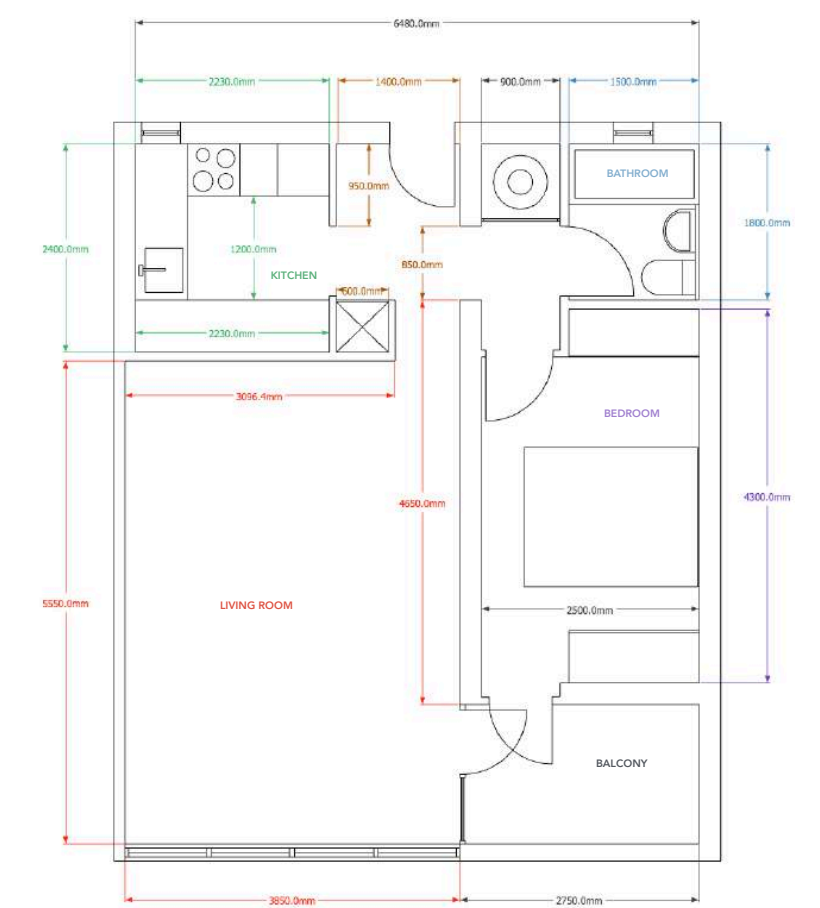 6480.0mm
2230.0mm
1400.0mm
900.0mm
1500.0mm
BATHROOM
950.0mm
1800.0mm
2400.0mm
1200.0mm
850.0mm
KITCHEN
600.0mm
2230.0mm
3096.4mm
BEDROOM
4650.0mm
4300.0mm
5550.0mm
LIVING ROOM
2500.0mm
BALCONY
3850.0mm
2750.0mm